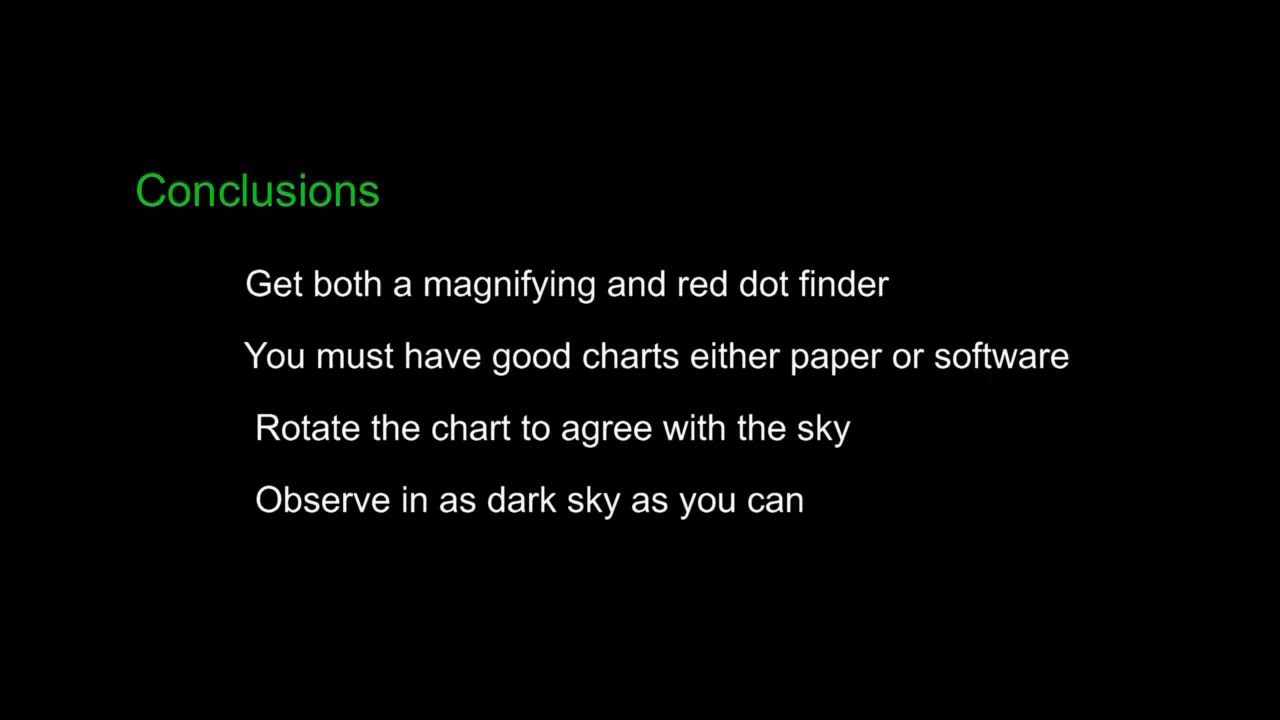 Conclusions
Get both a magnifying and red dot finder
You must have good charts either paper or software
Rotate the chart to agree with the sky
Observe in as dark sky as you can